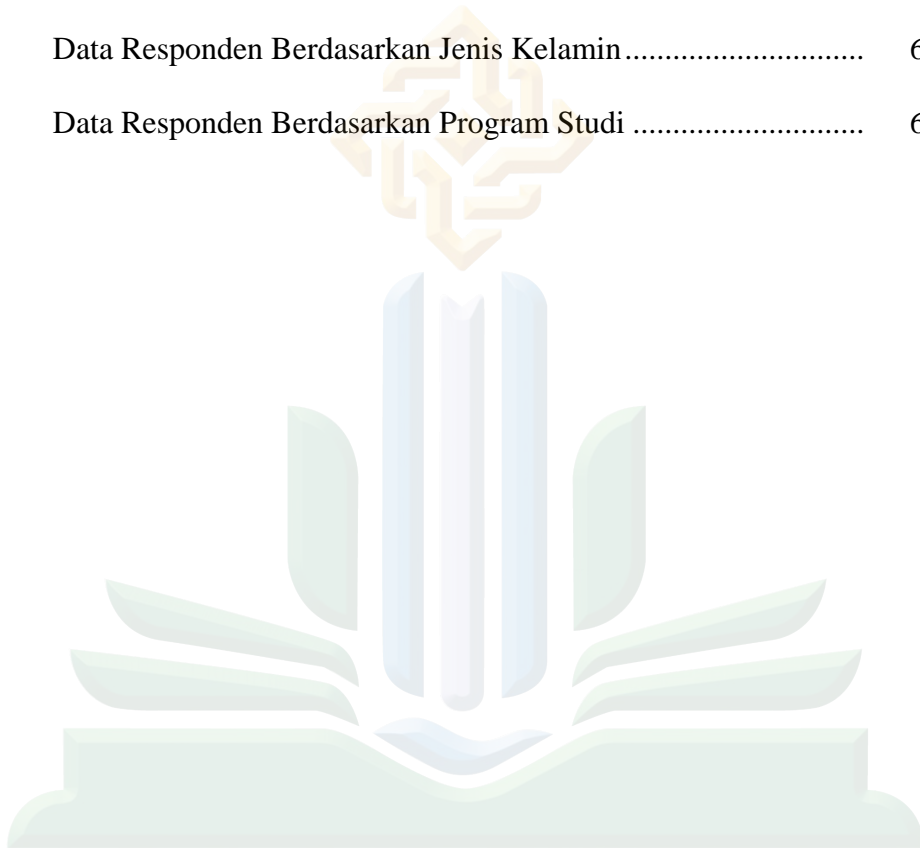 Data Responden Berdasarkan Jenis Kelamin.............................. 6
Data Responden Berdasarkan Program Studi ............................. 6